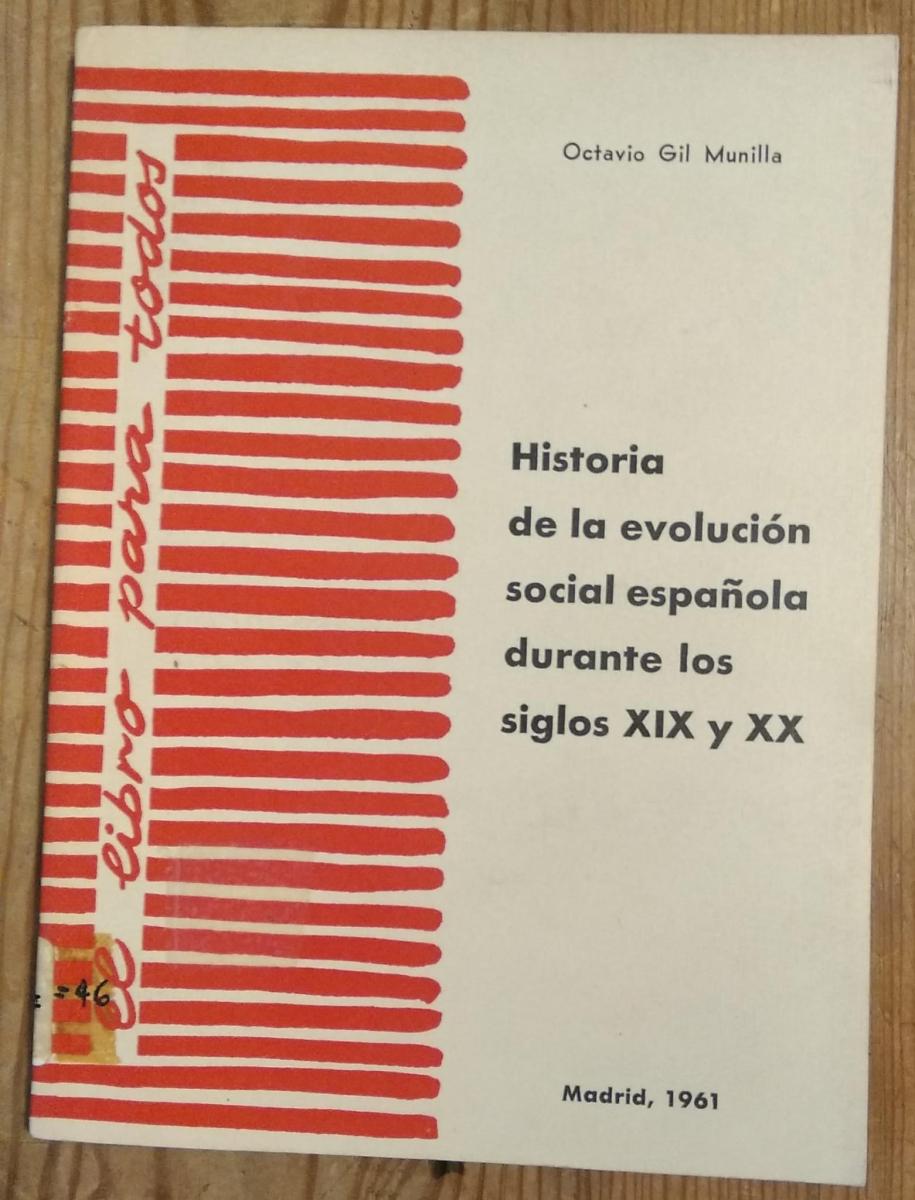 Octavio Gil Munilla
Historia
de la evolución
social española
durante los
siglos XIX y XX
Madrid, 1961
el libro para todos
=46